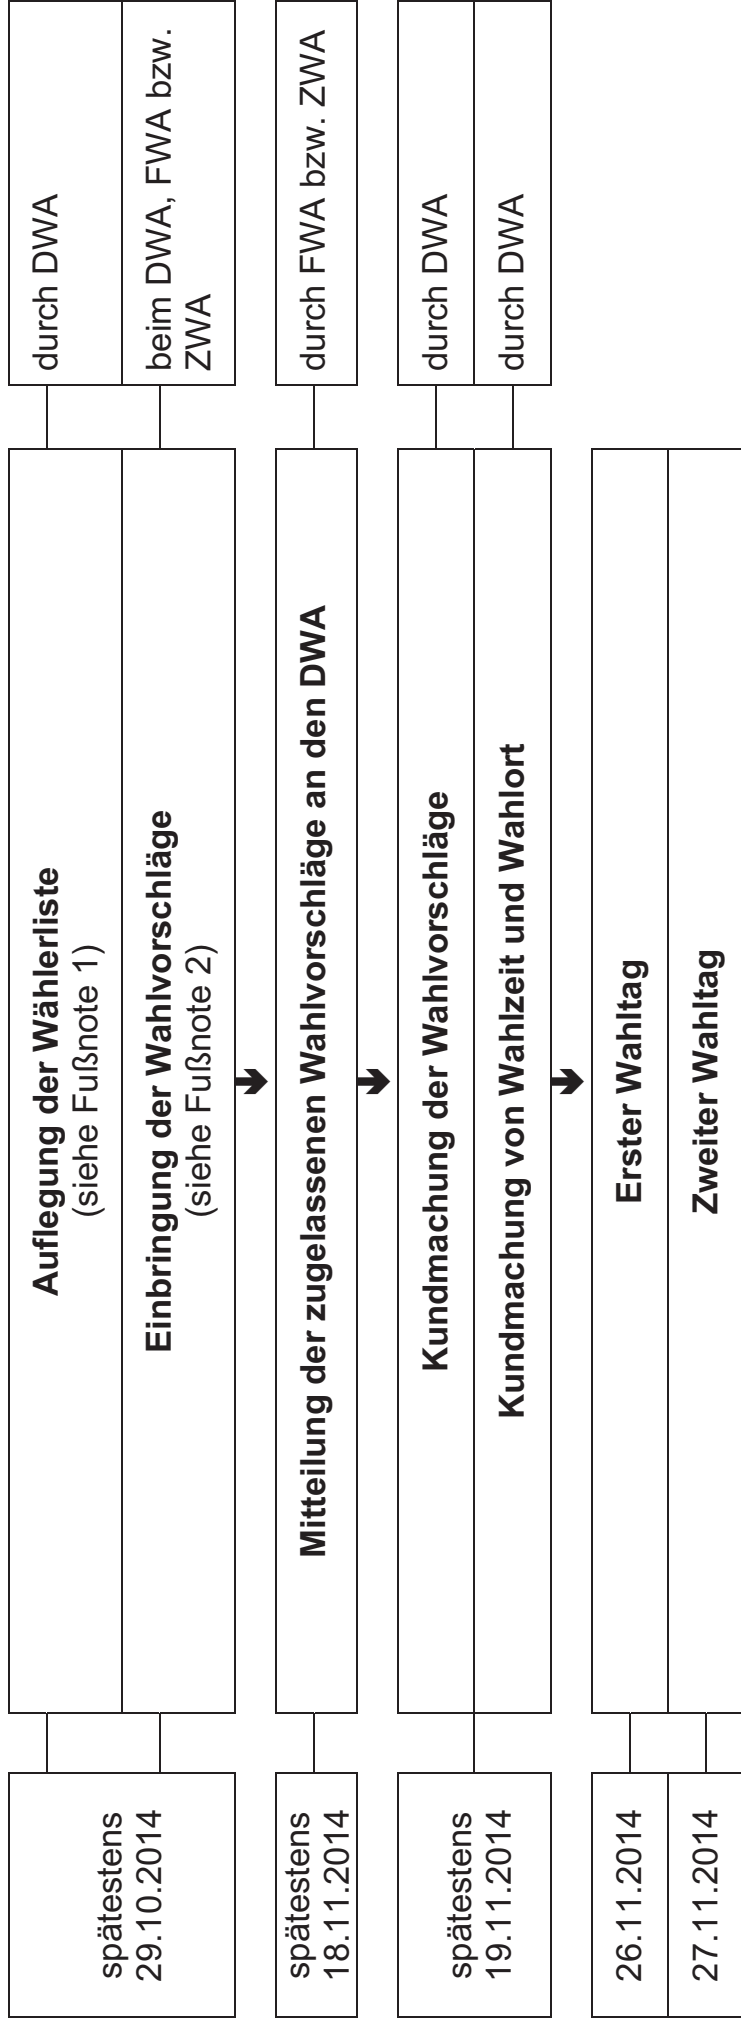 spätestens
29.10.2014
Auflegung der Wählerliste
(siehe Fußnote 1)
durch DWA
Einbringung der Wahlvorschläge
(siehe Fußnote 2)
beim DWA, FWA bzw.
ZWA
spätestens
18.11.2014
Mitteilung der zugelassenen Wahlvorschläge an den DWA
durch FWA bzw. ZWA
spätestens
19.11.2014
Kundmachung der Wahlvorschläge
durch DWA
Kundmachung von Wahlzeit und Wahlort
durch DWA
26.11.2014
Erster Wahltag
27.11.2014
Zweiter Wahltag